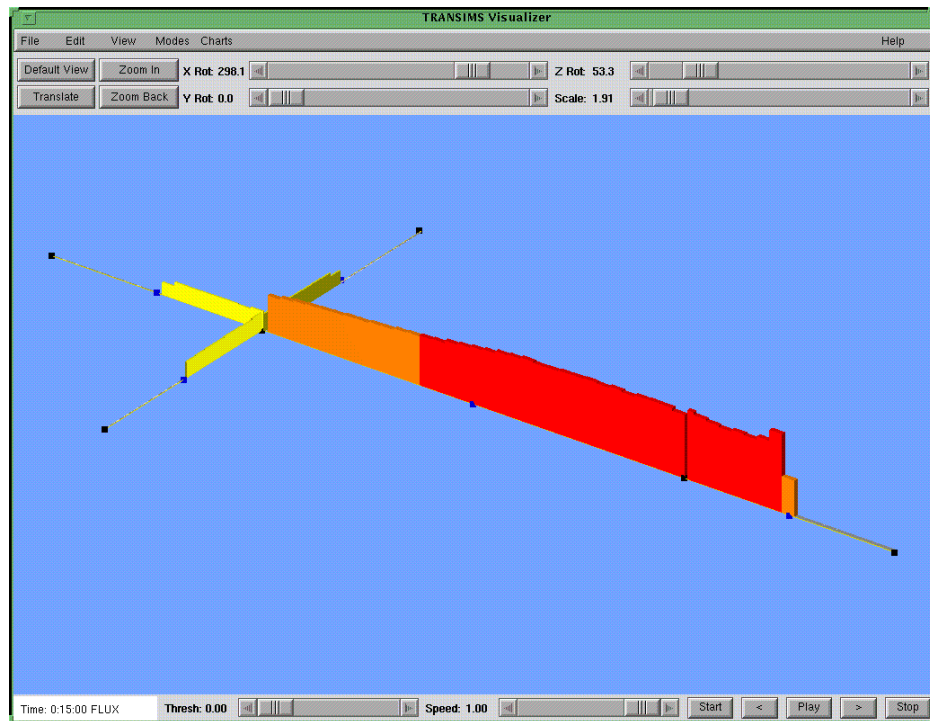 TRANSIMS Visualizer
File Edit View Modes Charts Help
Default View Zoom In X Rot: 298.1 Z Rot: 53.3
Translate Zoom Back Y Rot: 0.0 Scale: 1.91
Time: 0:15:00 FLUX Thresh: 0.00 Speed: 1.00 Start < Play > Stop